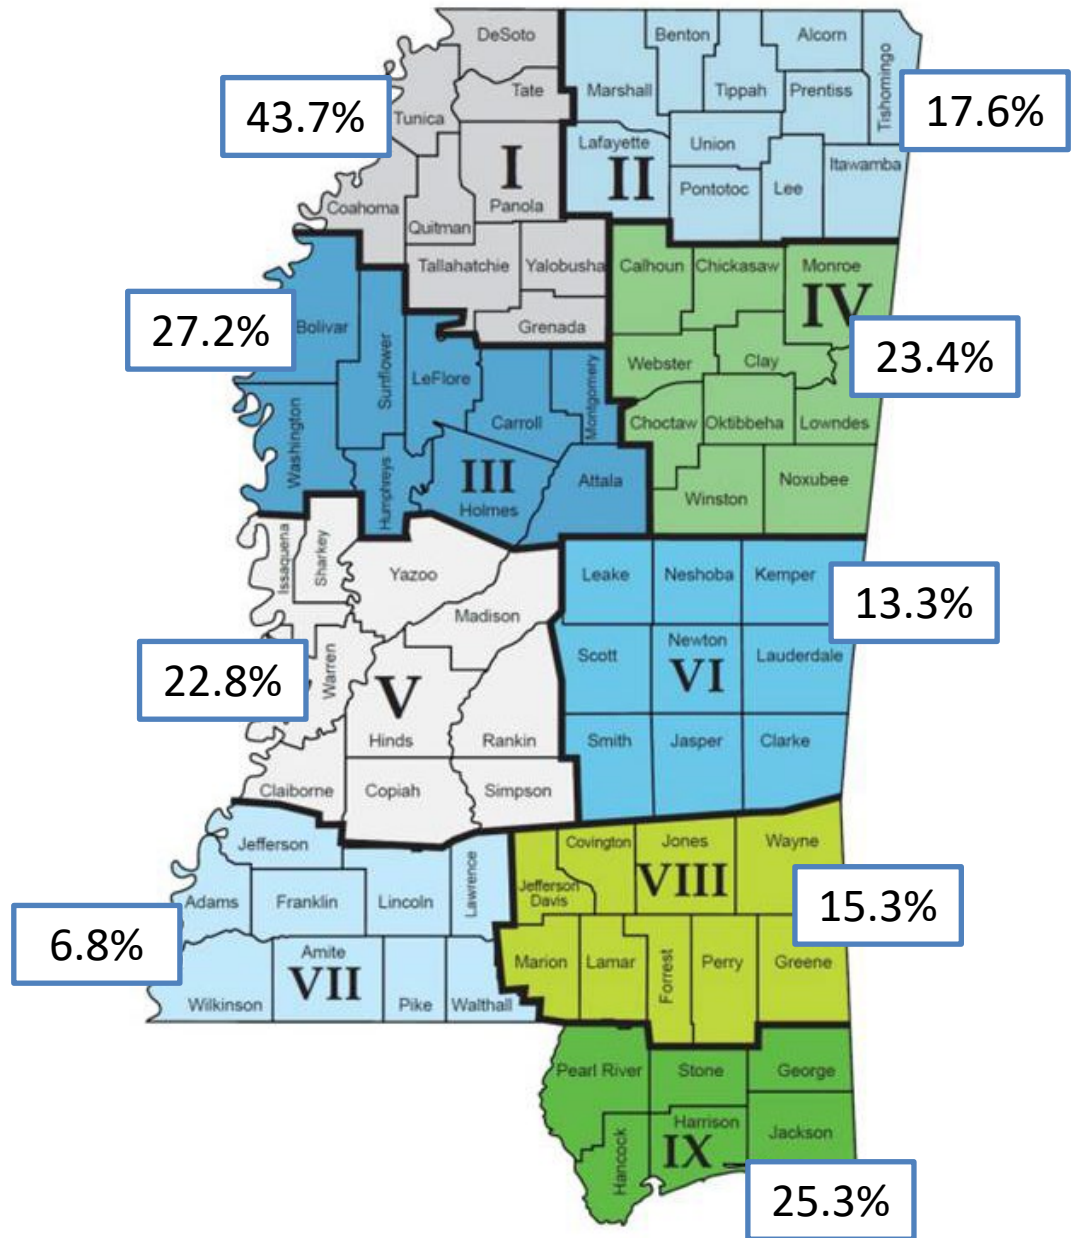 DeSoto
Benton
Alcorn
Tishomingo
Tate
Marshall
Tippah
Prentiss
43.7%
Tunica
17.6%
Lafayette
Union
I
II
Itawamba
Pontotoc
Lee
Coahoma
Panola
Quitman
Tallahatchie
Yalobusha
Calhoun
Chickasaw
Monroe
IV
27.2%
Bolivar
Grenada
Sunflower
LeFlore
Webster
Clay
23.4%
Montgomery
Washington
Carroll
Choctaw
Oktibbeha
Lowndes
III
Humphreys
Holmes
Attala
Winston
Noxubee
Issaquena
Sharkey
Yazoo
Leake
Neshoba
Kemper
13.3%
Madison
Newton
Scott
VI
Lauderdale
22.8%
Warren
V
Hinds
Rankin
Smith
Jasper
Clarke
Claiborne
Copiah
Simpson
Jefferson
Lawrence
Covington
Jones
Wayne
VIII
Jefferson
Davis
Adams
Franklin
Lincoln
15.3%
6.8%
Amite
VII
Marion
Lamar
Forrest
Perry
Greene
Wilkinson
Pike
Walthall
Pearl River
Stone
George
Harrison
Hancock
IX
Jackson
25.3%